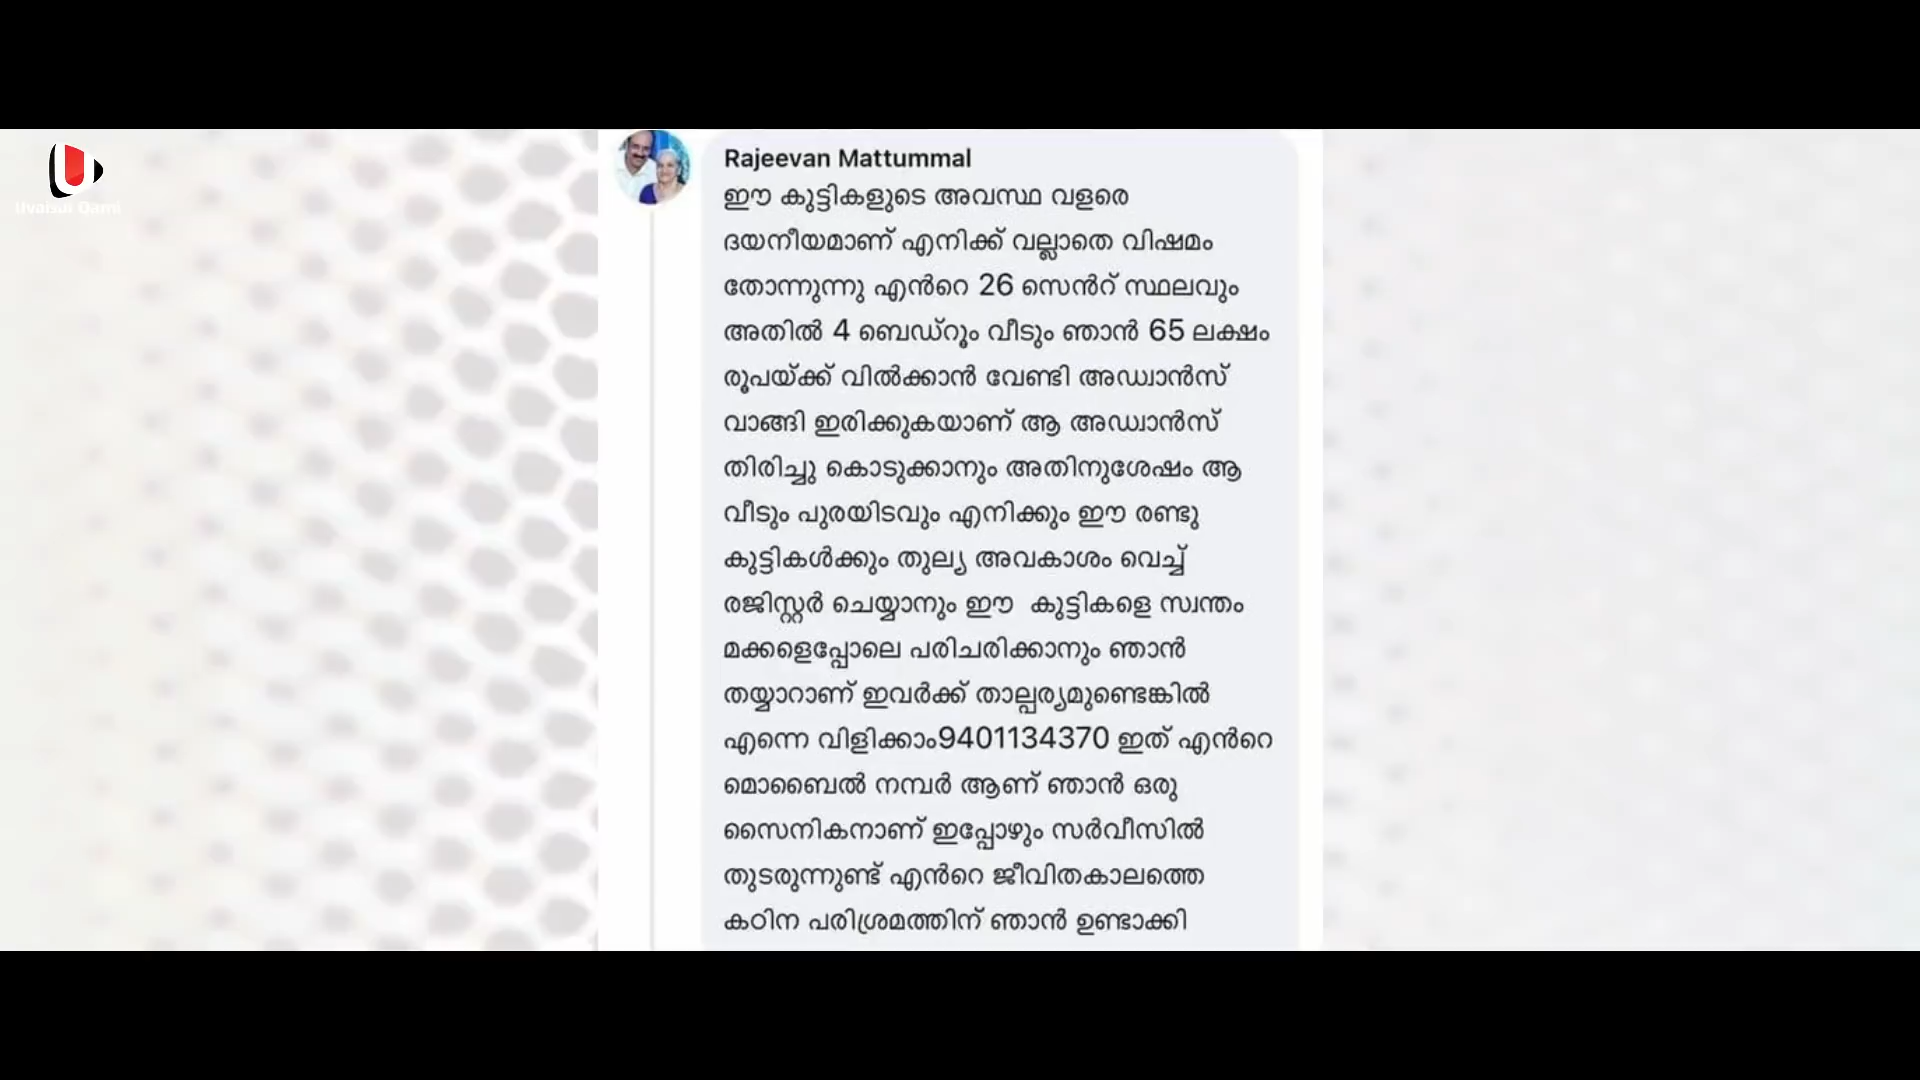 Uvaisul Qarni
Rajeevan Mattummal
ഈ കുട്ടികളുടെ അവസ്ഥ വളരെ
ദയനീയമാണ് എനിക്ക് വല്ലാതെ വിഷമം
തോന്നുന്നു എൻറെ 26 സെൻറ് സ്ഥലവും
അതിൽ 4 ബെഡ്റൂം വീടും ഞാൻ 65 ലക്ഷം
രൂപയ്ക്ക് വിൽക്കാൻ വേണ്ടി അഡ്വാൻസ്
വാങ്ങി ഇരിക്കുകയാണ് ആ അഡ്വാൻസ്
തിരിച്ചു കൊടുക്കാനും അതിനുശേഷം ആ
വീടും പുരയിടവും എനിക്കും ഈ രണ്ടു
കുട്ടികൾക്കും തുല്യ അവകാശം വെച്ച്
രജിസ്റ്റർ ചെയ്യാനും ഈ കുട്ടികളെ സ്വന്തം
മക്കളെപ്പോലെ പരിചരിക്കാനും ഞാൻ
തയ്യാറാണ് ഇവർക്ക് താല്പര്യമുണ്ടെങ്കിൽ
എന്നെ വിളിക്കാം9401134370 ഇത് എൻറെ
മൊബൈൽ നമ്പർ ആണ് ഞാൻ ഒരു
സൈനികനാണ് ഇപ്പോഴും സർവീസിൽ
തുടരുന്നുണ്ട് എൻറെ ജീവിതകാലത്തെ
കഠിന പരിശ്രമത്തിന് ഞാൻ ഉണ്ടാക്കി